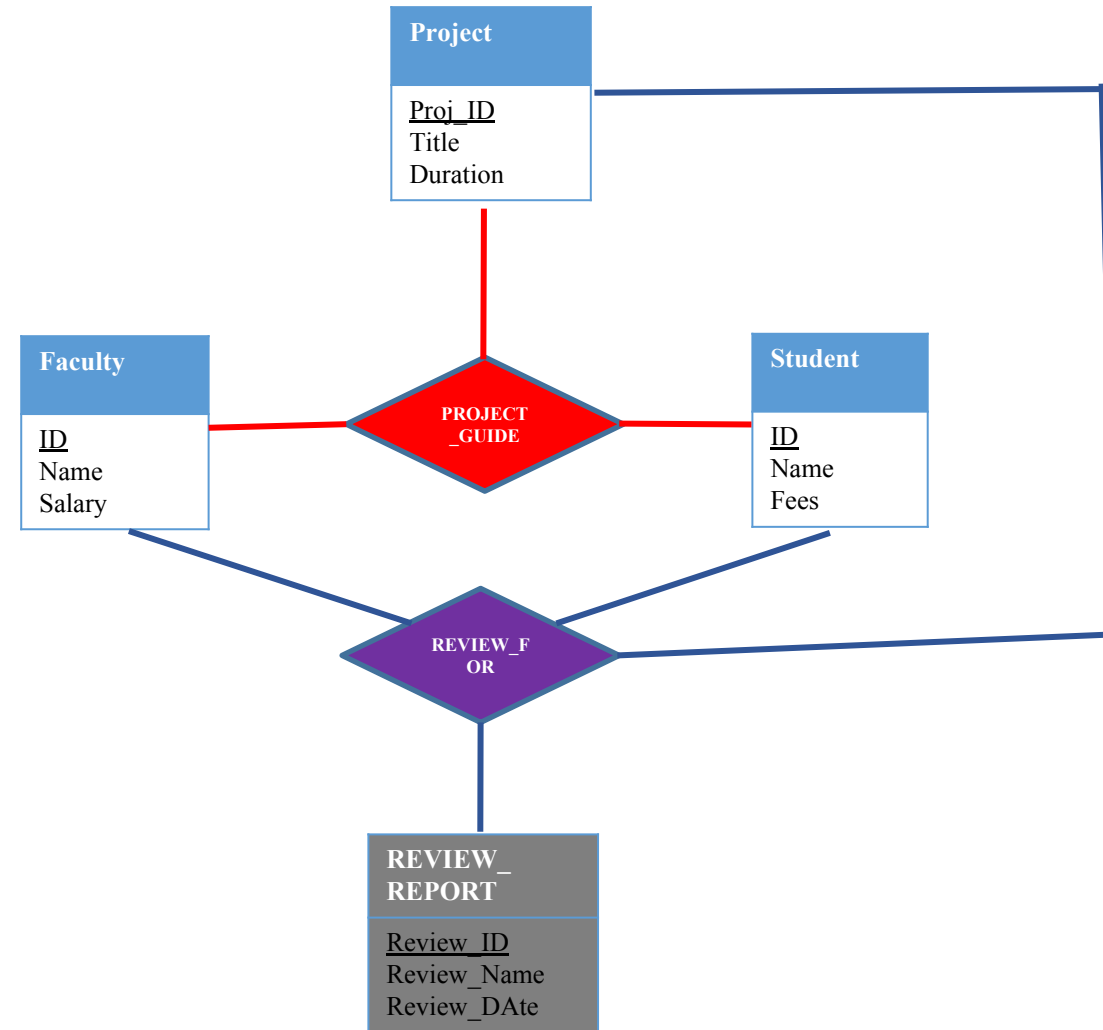 Project
Proj_ID
Title
Duration
Faculty
ID
Name
Salary
PROJECT
_GUIDE
Student
ID
Name
Fees
REVIEW_F
OR
REVIEW_
REPORT
Review_ID
Review_Name
Review_DAte